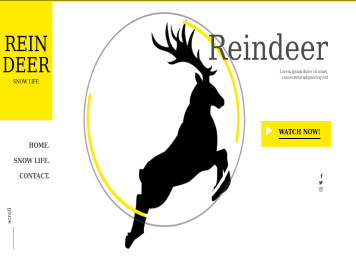 REIN
DEER
SNOW LIFE
Reindeer
Lorem ipsum dolor sit amet,
consectetur adipiscing elit
WATCH NOW!
HOME.
SNOW LIFE.
CONTACT.
scroll